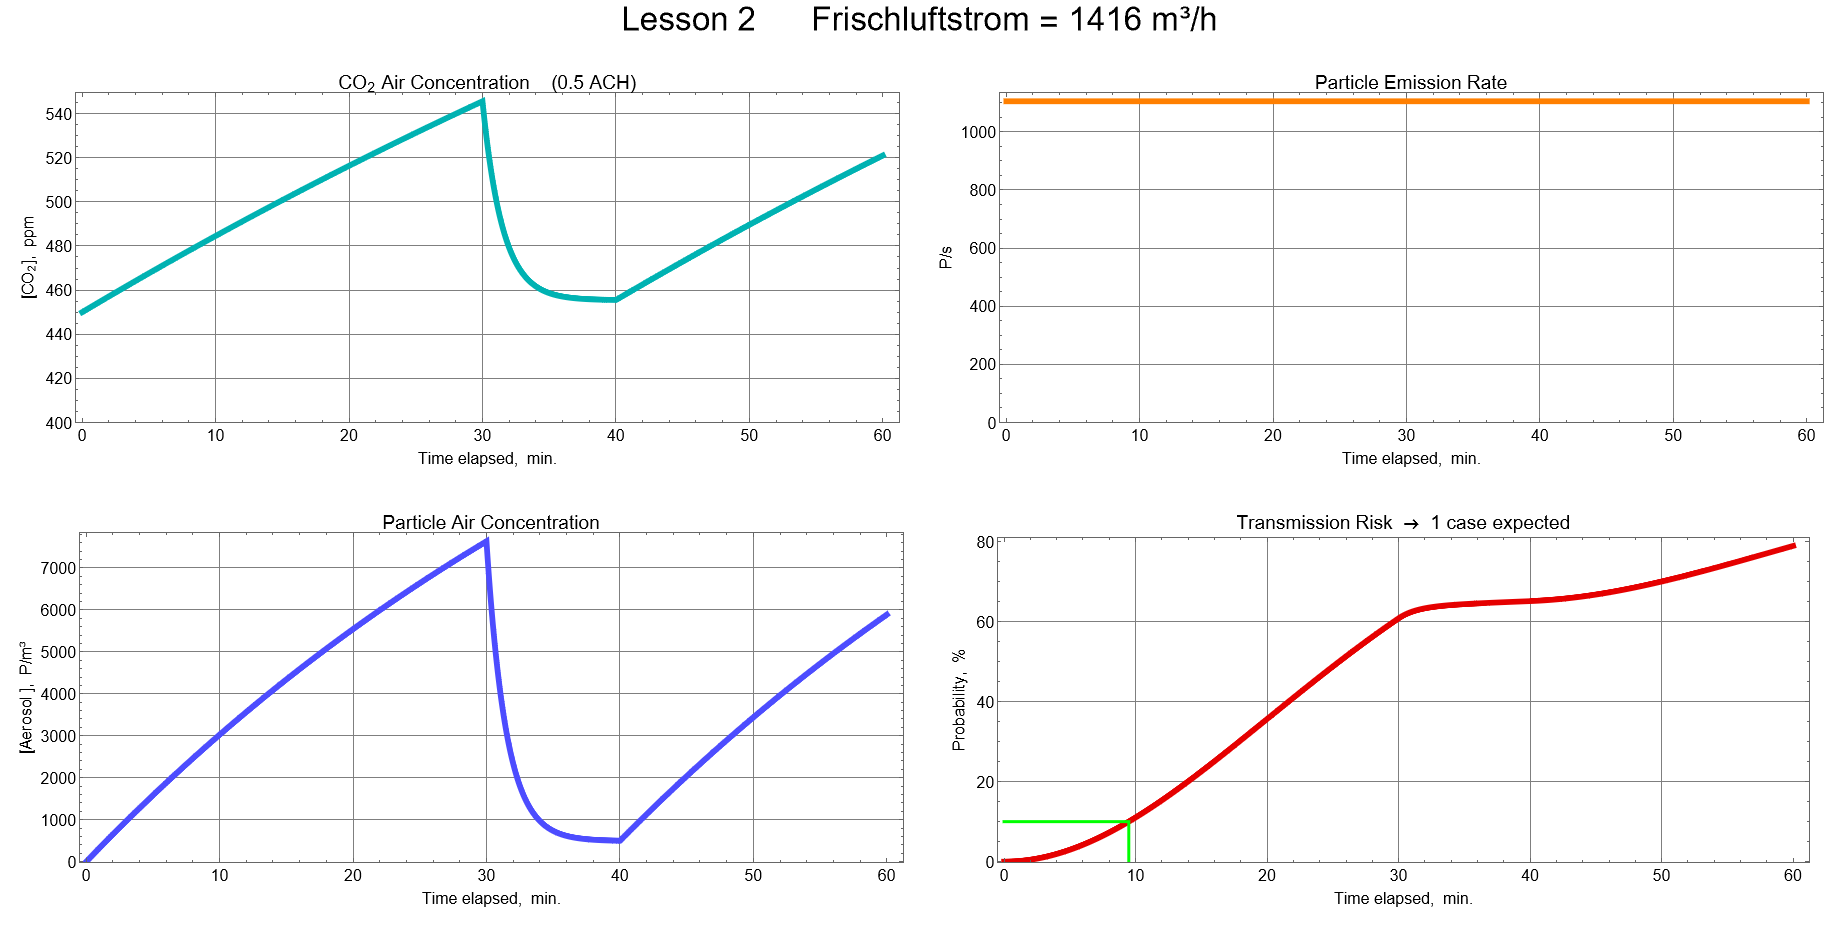 Lesson 2 Frischluftstrom = 1416 m³/h
CO₂ Air Concentration (0.5 ACH)
[CO₂], ppm
540
520
500
480
460
440
420
400
0 10 20 30 40 50 60
Time elapsed, min.
Particle Emission Rate
P/s
1000
800
600
400
200
0
0 10 20 30 40 50 60
Time elapsed, min.
Particle Air Concentration
[Aerosol ], P/m³
7000
6000
5000
4000
3000
2000
1000
0
0 10 20 30 40 50 60
Time elapsed, min.
Transmission Risk → 1 case expected
Probability, %
80
60
40
20
0
0 10 20 30 40 50 60
Time elapsed, min.